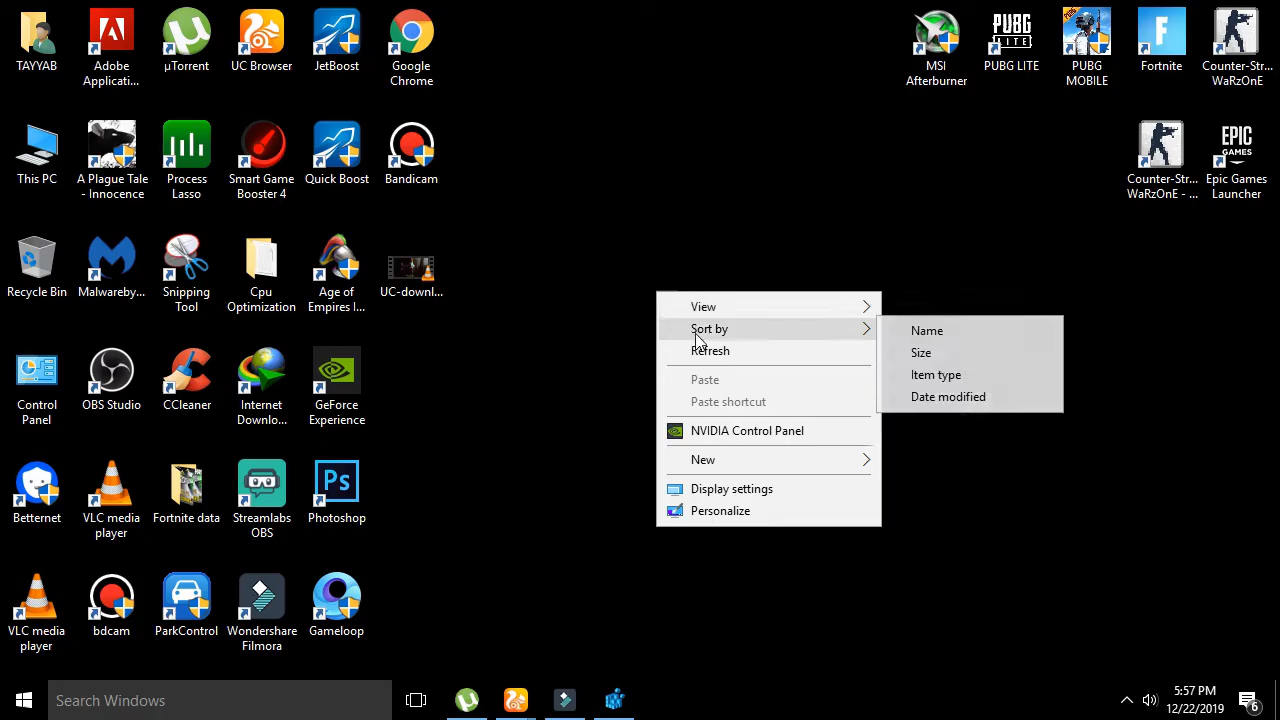 TAYYAB
Adobe
Applicati...
µTorrent
UC Browser
JetBoost
Google
Chrome
MSI
Afterburner
PUBG
LITE
PUBG LITE
PUBG
MOBILE
Fortnite
Counter-Str...
WaRzOnE
This PC
A Plague Tale
- Innocence
Process
Lasso
Smart Game
Booster 4
Quick Boost
Bandicam
Counter-Str...
WaRzOnE - ...
EPIC
GAMES
Epic Games
Launcher
Recycle Bin
Malwareby...
Snipping
Tool
Cpu
Optimization
Age of
Empires I...
UC-downl...
View
Sort by
Refresh
Paste
Paste shortcut
NVIDIA Control Panel
New
Display settings
Personalize
Name
Size
Item type
Date modified
Control
Panel
OBS Studio
CCleaner
Internet
Downlo...
GeForce
Experience
Betternet
VLC media
player
Fortnite data
Streamlabs
OBS
Ps
Photoshop
VLC media
player
bdcam
ParkControl
Wondershare
Filmora
Gameloop
Search Windows
5:57 PM
12/22/2019
6